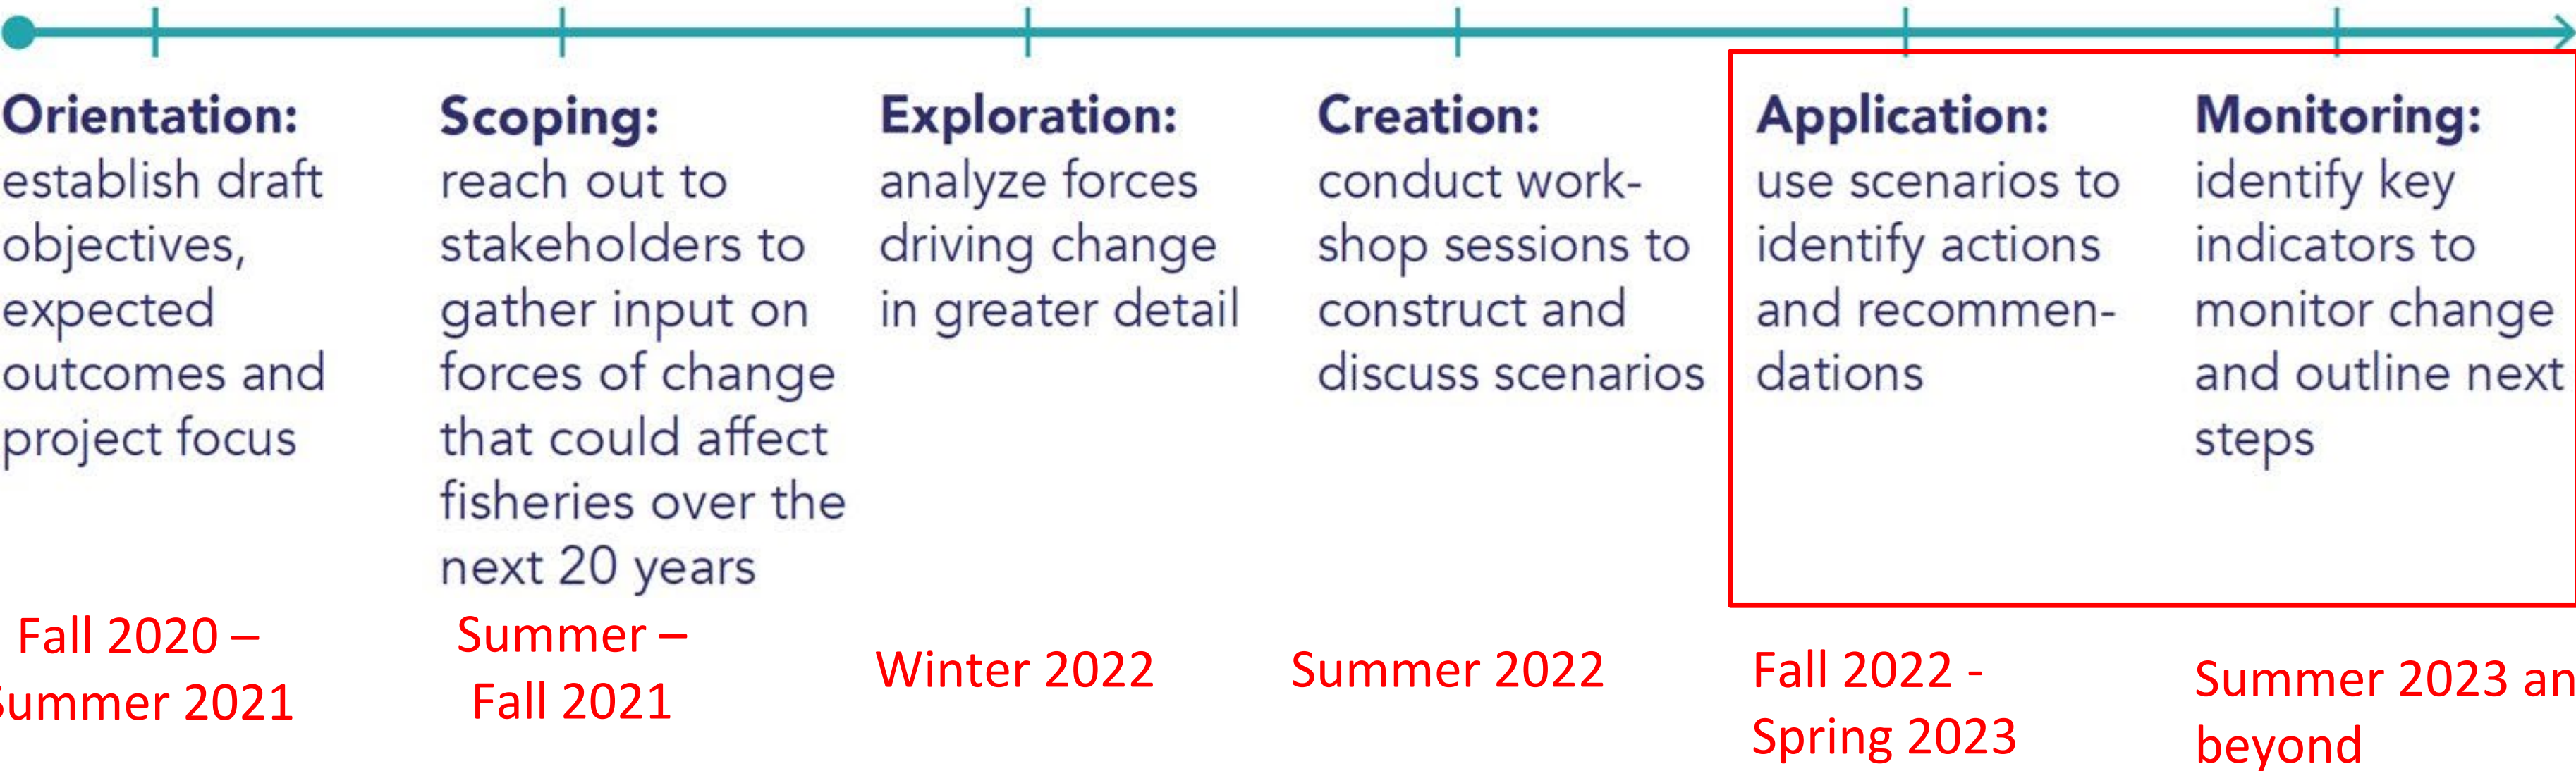 Orientation:
establish draft
objectives,
expected
outcomes and
project focus
Scoping:
reach out to
stakeholders to
gather input on
forces of change
that could affect
fisheries over the
next 20 years
Exploration:
analyze forces
driving change
in greater detail
Creation:
conduct work-
shop sessions to
construct and
discuss scenarios
Application:
use scenarios to
identify actions
and recommen-
dations
Monitoring:
identify key
indicators to
monitor change
and outline next
steps
Fall 2020 –
Summer 2021
Summer –
Fall 2021
Winter 2022
Summer 2022
Fall 2022 -
Spring 2023
Summer 2023 an
beyond